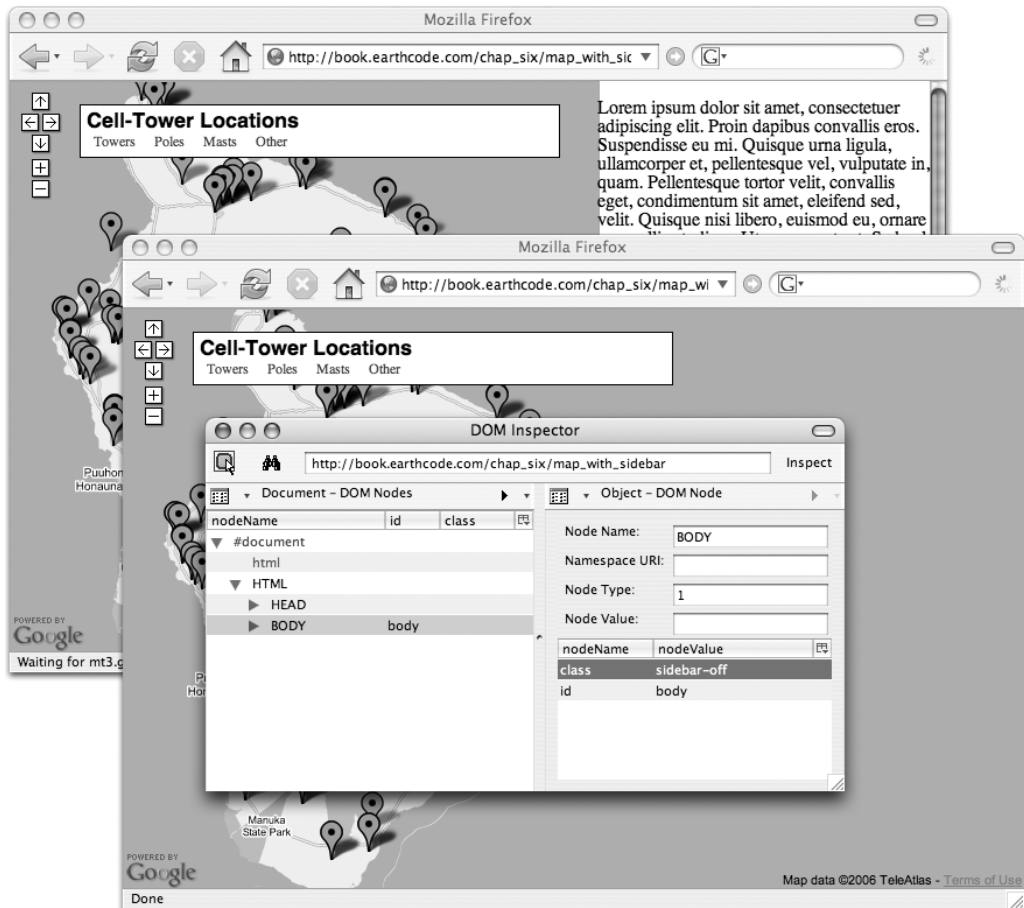 Mozilla Firefox
http://book.earthcode.com/chap_six/map_with_sic
G
Cell-Tower Locations
Towers Poles Masts Other
Lorem ipsum dolor sit amet, consectetuer
adipiscing elit. Proin dapibus convallis eros.
Suspendisse eu mi. Quisque urna ligula,
ullamcorper et, pellentesque vel, vulputate in,
quam. Pellentesque tortor velit, convallis
eget, condimentum sit amet, eleifend sed,
velit. Quisque nisi libero, euismod eu, ornare
Puuhon
Honauna
POWERED BY
Google
Waiting for mt3.g
Mozilla Firefox
http://book.earthcode.com/chap_six/map_wi
G
Cell-Tower Locations
Towers Poles Masts Other
Pu
Hor
DOM Inspector
http://book.earthcode.com/chap_six/map_with_sidebar
Inspect
Document – DOM Nodes
nodeName id class
#document
html
HTML
HEAD
BODY body
Object – DOM Node
Node Name: BODY
Namespace URI:
Node Type: 1
Node Value:
nodeName nodeValue
class sidebar-off
id body
Manuka
State Park
POWERED BY
Google
Map data ©2006 TeleAtlas - Terms of Use
Done